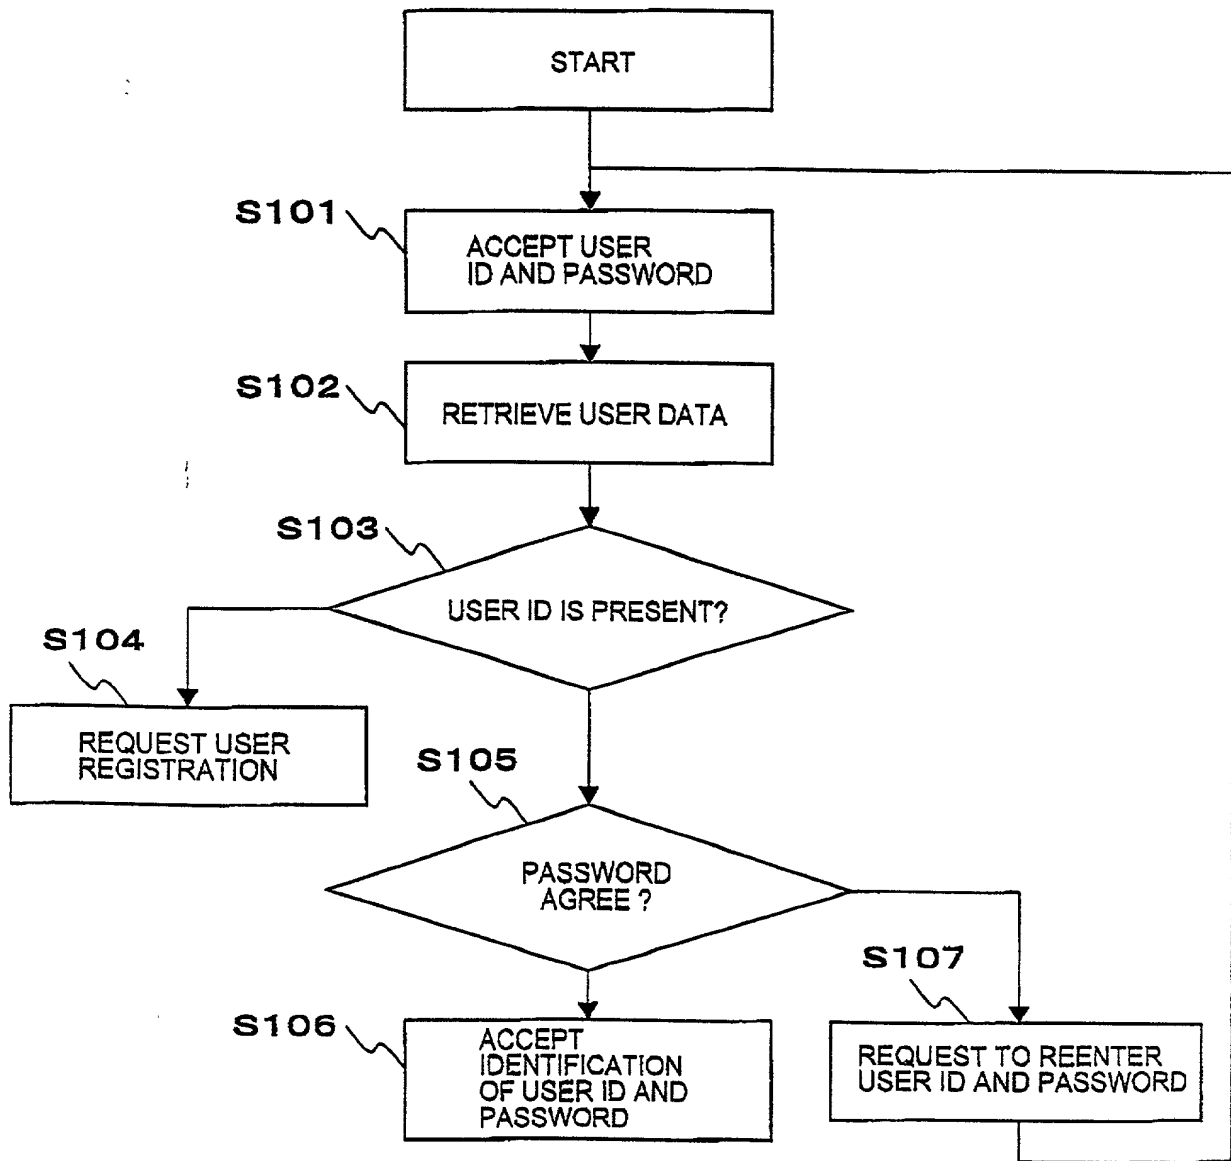 START
S101
ACCEPT USER
ID AND PASSWORD
S102
RETRIEVE USER DATA
S103
USER ID IS PRESENT?
S104
REQUEST USER
REGISTRATION
S105
PASSWORD
AGREE ?
S107
S106
ACCEPT
IDENTIFICATION
OF USER ID AND
PASSWORD
REQUEST TO REENTER
USER ID AND PASSWORD